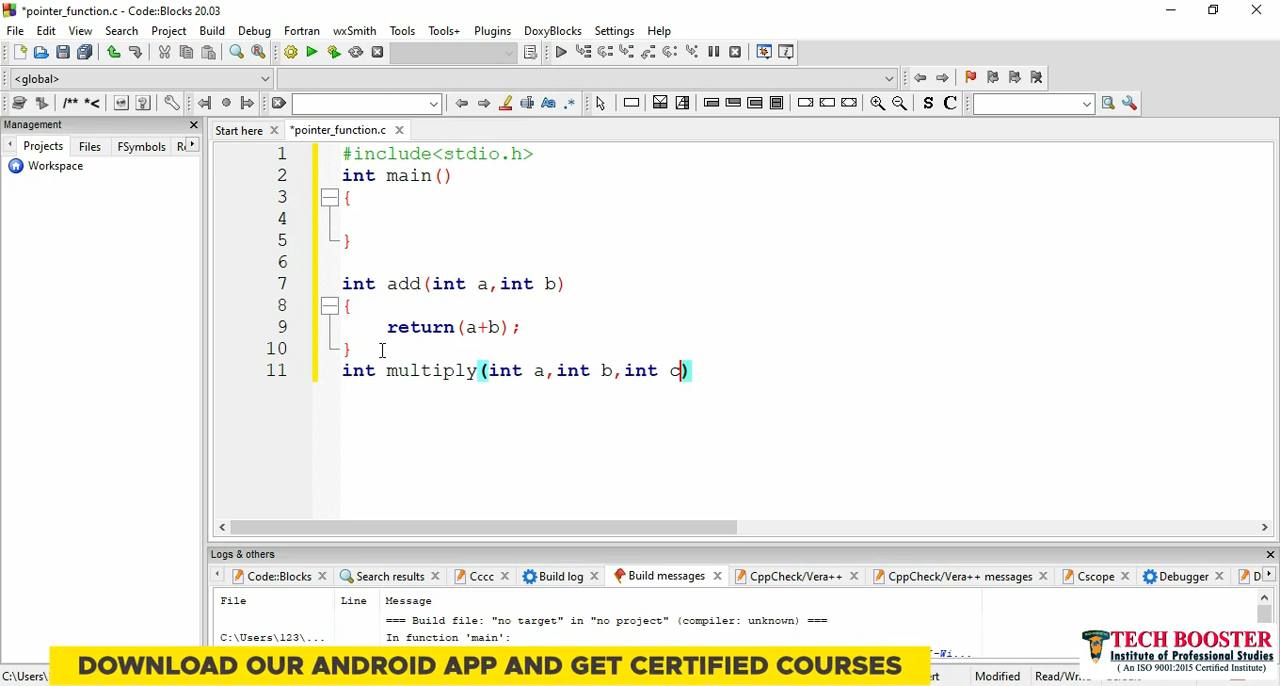 *pointer_function.c - Code::Blocks 20.03
File Edit View Search Project Build Debug Fortran wxSmith Tools Tools+ Plugins DoxyBlocks Settings Help
<global>
/** *<
S C
Management
Projects Files FSymbols
Workspace
Start here *pointer_function.c
1 #include<stdio.h>
2 int main()
3 {
4
5 }
6
7 int add(int a,int b)
8 {
9 return(a+b);
10 }
11 int multiply(int a,int b,int c)
Logs & others
Code::Blocks Search results Cccc Build log Build messages CppCheck/Vera++ CppCheck/Vera++ messages Cscope Debugger D
File Line Message
=== Build file: "no target" in "no project" (compiler: unknown) ===
C:\Users\123\... In function 'main':
DOWNLOAD OUR ANDROID APP AND GET CERTIFIED COURSES
TECH BOOSTER
Institute of Professional Studies
( An ISO 9001:2015 Certified Institute)
Modified